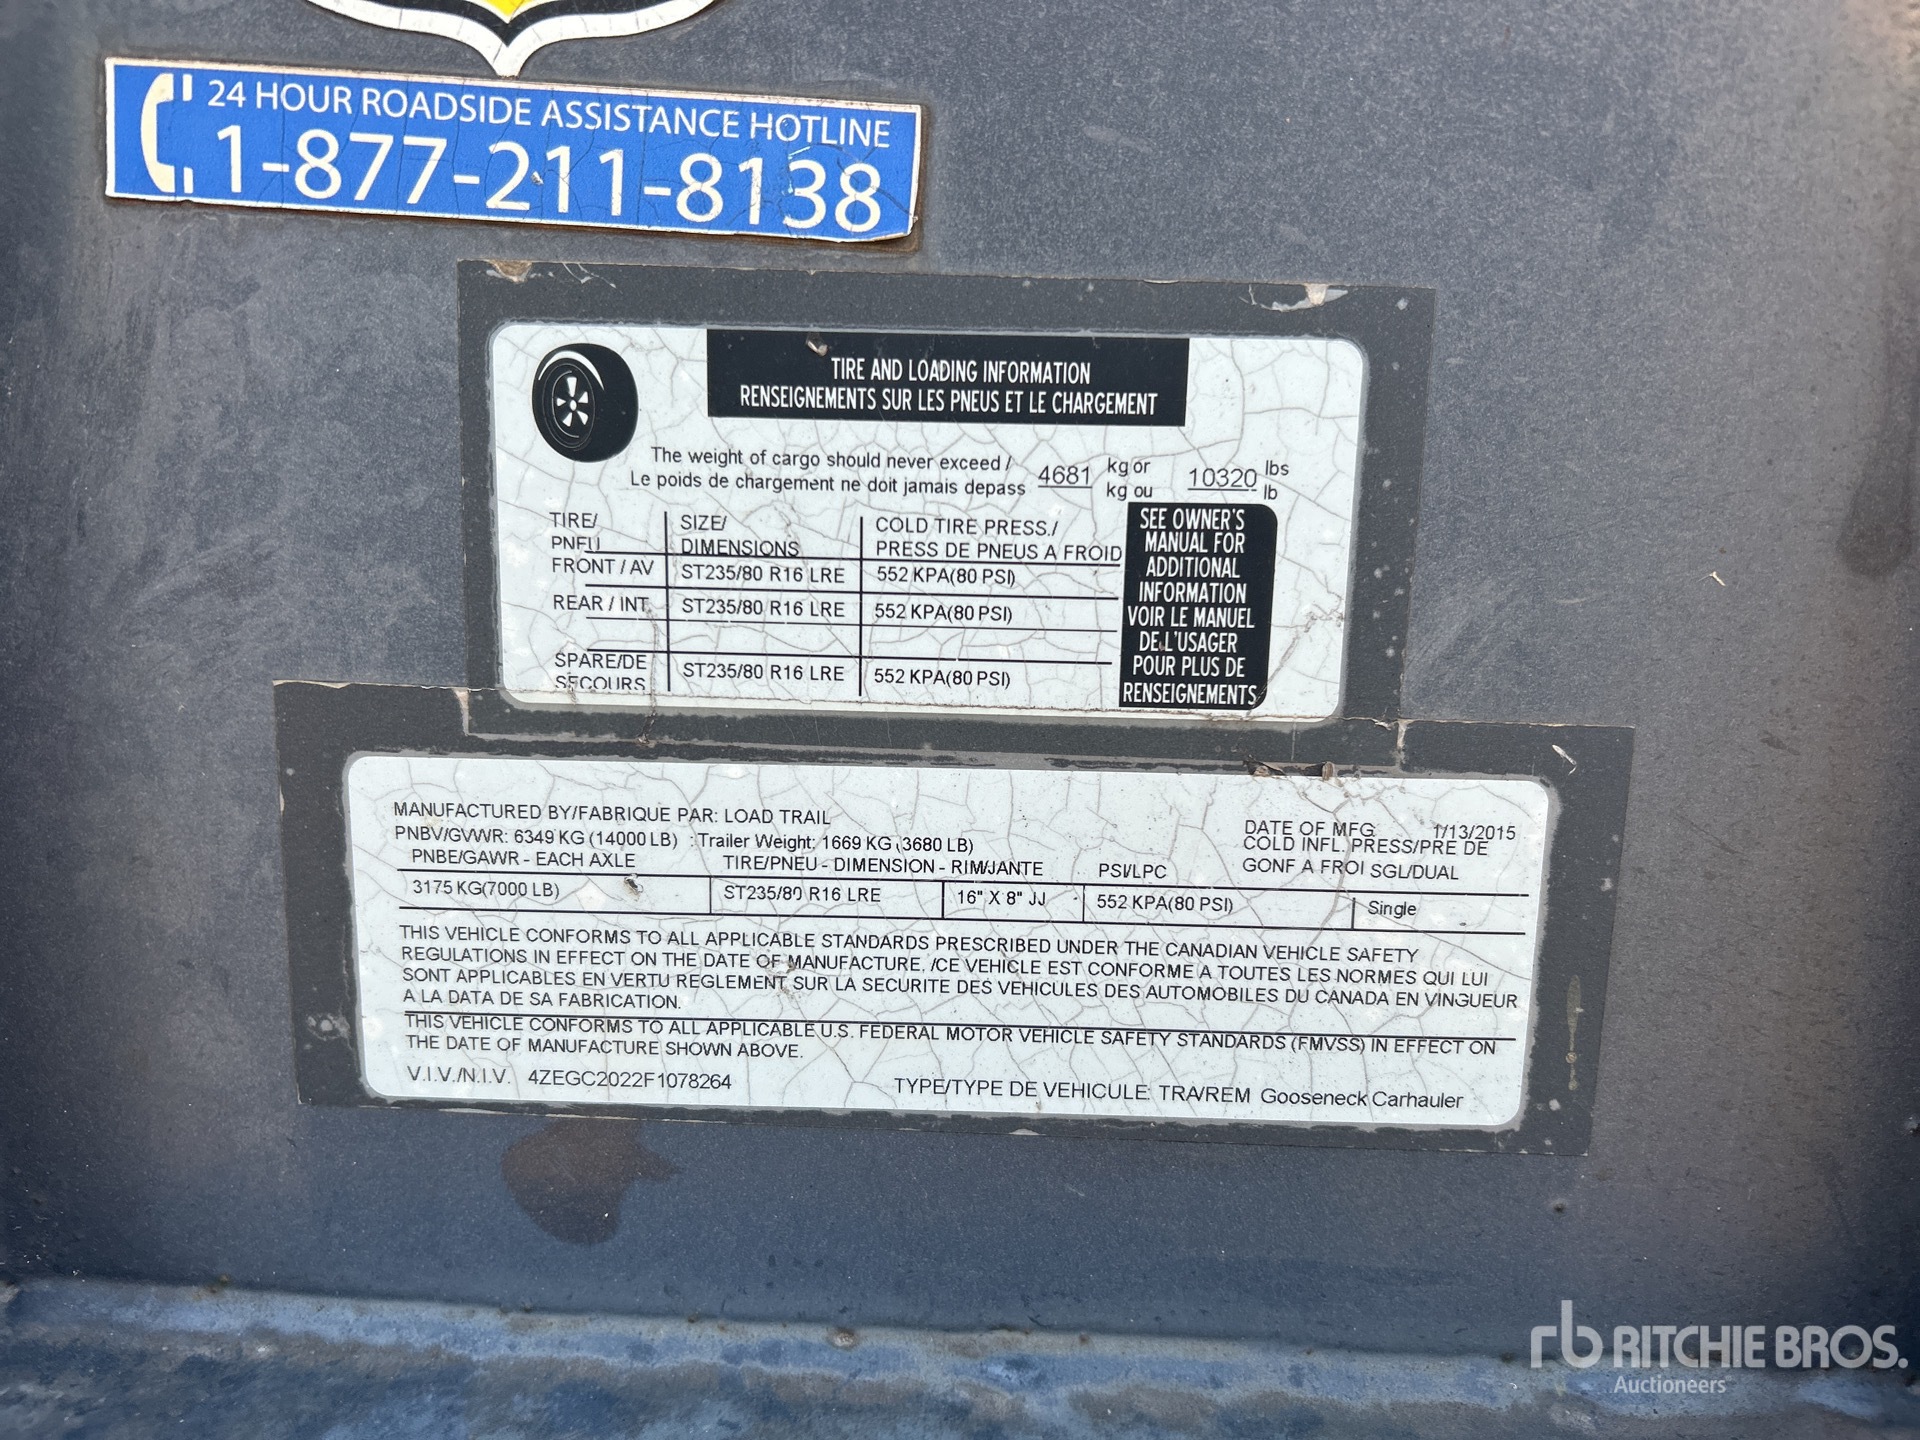 24 HOUR ROADSIDE ASSISTANCE HOTLINE
1-877-211-8138
TIRE AND LOADING INFORMATION
RENSEIGNEMENTS SUR LES PNEUS ET LE CHARGEMENT
The weight of cargo should never exceed / 4681 kg or 10320 lbs
Le poids de chargement ne doit jamais depass kg ou lb
TIRE/ SIZE/ COLD TIRE PRESS./
PNEU DIMENSIONS PRESS DE PNEUS A FROID
FRONT / AV ST235/80 R16 LRE 552 KPA(80 PSI)
REAR / INT. ST235/80 R16 LRE 552 KPA(80 PSI)
SPARE/DE ST235/80 R16 LRE 552 KPA(80 PSI)
SECOURS
SEE OWNER'S
MANUAL FOR
ADDITIONAL
INFORMATION
VOIR LE MANUEL
DE L'USAGER
POUR PLUS DE
RENSEIGNEMENTS
MANUFACTURED BY/FABRIQUE PAR: LOAD TRAIL
DATE OF MFG 1/13/2015
PNBV/GVWR: 6349 KG (14000 LB) : Trailer Weight: 1669 KG (3680 LB)
COLD INFL. PRESS/PRE DE
PNBE/GAWR - EACH AXLE TIRE/PNEU - DIMENSION - RIM/JANTE PSI/LPC GONF A FROI SGL/DUAL
3175 KG(7000 LB) ST235/80 R16 LRE 16" X 8" JJ 552 KPA(80 PSI) Single
THIS VEHICLE CONFORMS TO ALL APPLICABLE STANDARDS PRESCRIBED UNDER THE CANADIAN VEHICLE SAFETY
REGULATIONS IN EFFECT ON THE DATE OF MANUFACTURE. /CE VEHICLE EST CONFORME A TOUTES LES NORMES QUI LUI
SONT APPLICABLES EN VERTU REGLEMENT SUR LA SECURITE DES VEHICULES DES AUTOMOBILES DU CANADA EN VINGUEUR
A LA DATA DE SA FABRICATION.
THIS VEHICLE CONFORMS TO ALL APPLICABLE U.S. FEDERAL MOTOR VEHICLE SAFETY STANDARDS (FMVSS) IN EFFECT ON
THE DATE OF MANUFACTURE SHOWN ABOVE.
V.I.V./N.I.V. 4ZEGC2022F1078264 TYPE/TYPE DE VEHICULE: TRA/REM Gooseneck Carhauler
rb RITCHIE BROS.
Auctioneers